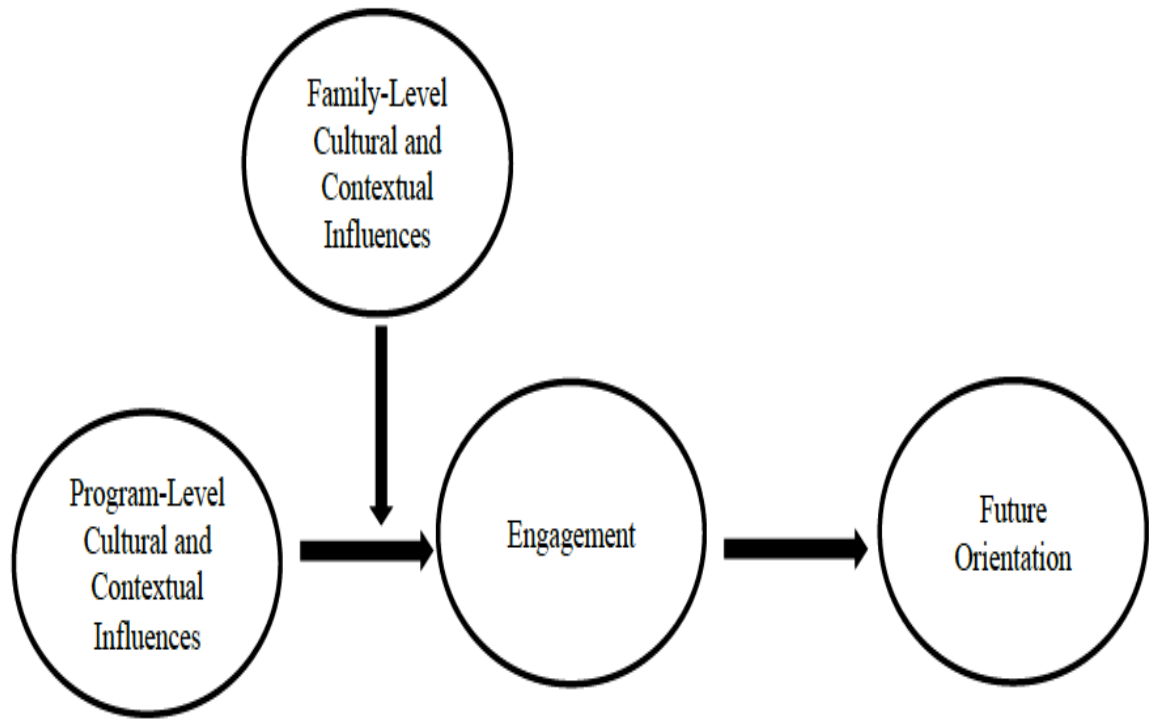 Family-Level
Cultural and
Contextual
Influences
Program-Level
Cultural and
Contextual
Influences
Engagement
Future
Orientation